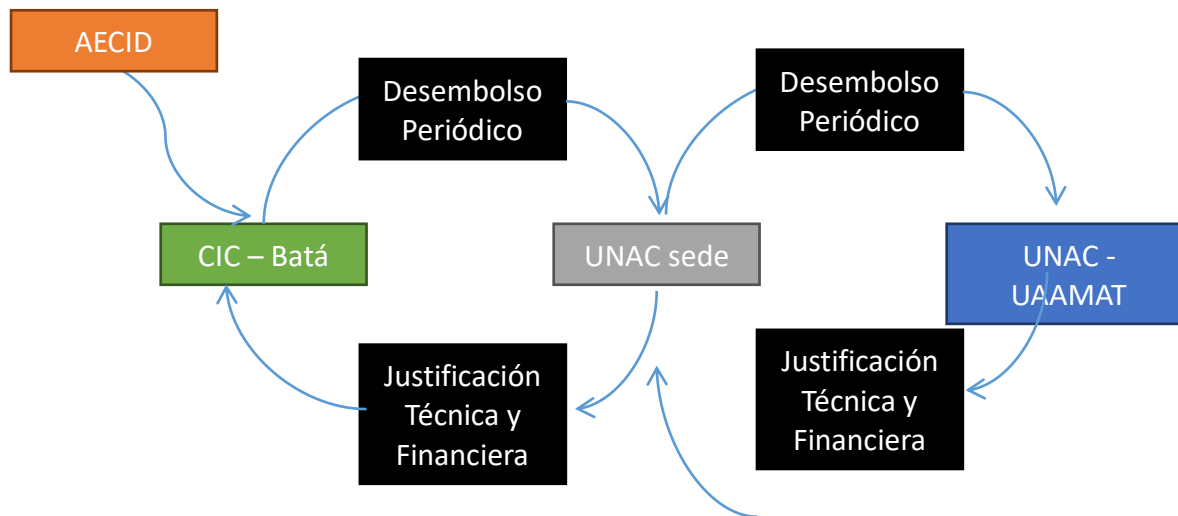 AECID
Desembolso
Periódico
Desembolso
Periódico
CIC – Batá
UNAC sede
UNAC -
UAAMAT
Justificación
Técnica y
Financiera
Justificación
Técnica y
Financiera